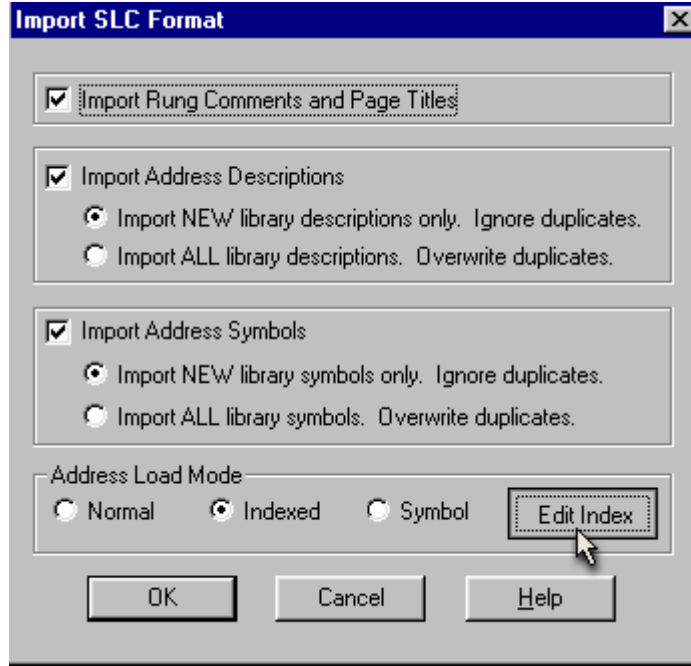 Import SLC Format
Import Rung Comments and Page Titles
Import Address Descriptions
Import NEW library descriptions only.  Ignore duplicates.
Import ALL library descriptions.  Overwrite duplicates.
Import Address Symbols
Import NEW library symbols only.  Ignore duplicates.
Import ALL library symbols.  Overwrite duplicates.
Address Load Mode
Normal Indexed Symbol Edit Index
OK Cancel Help